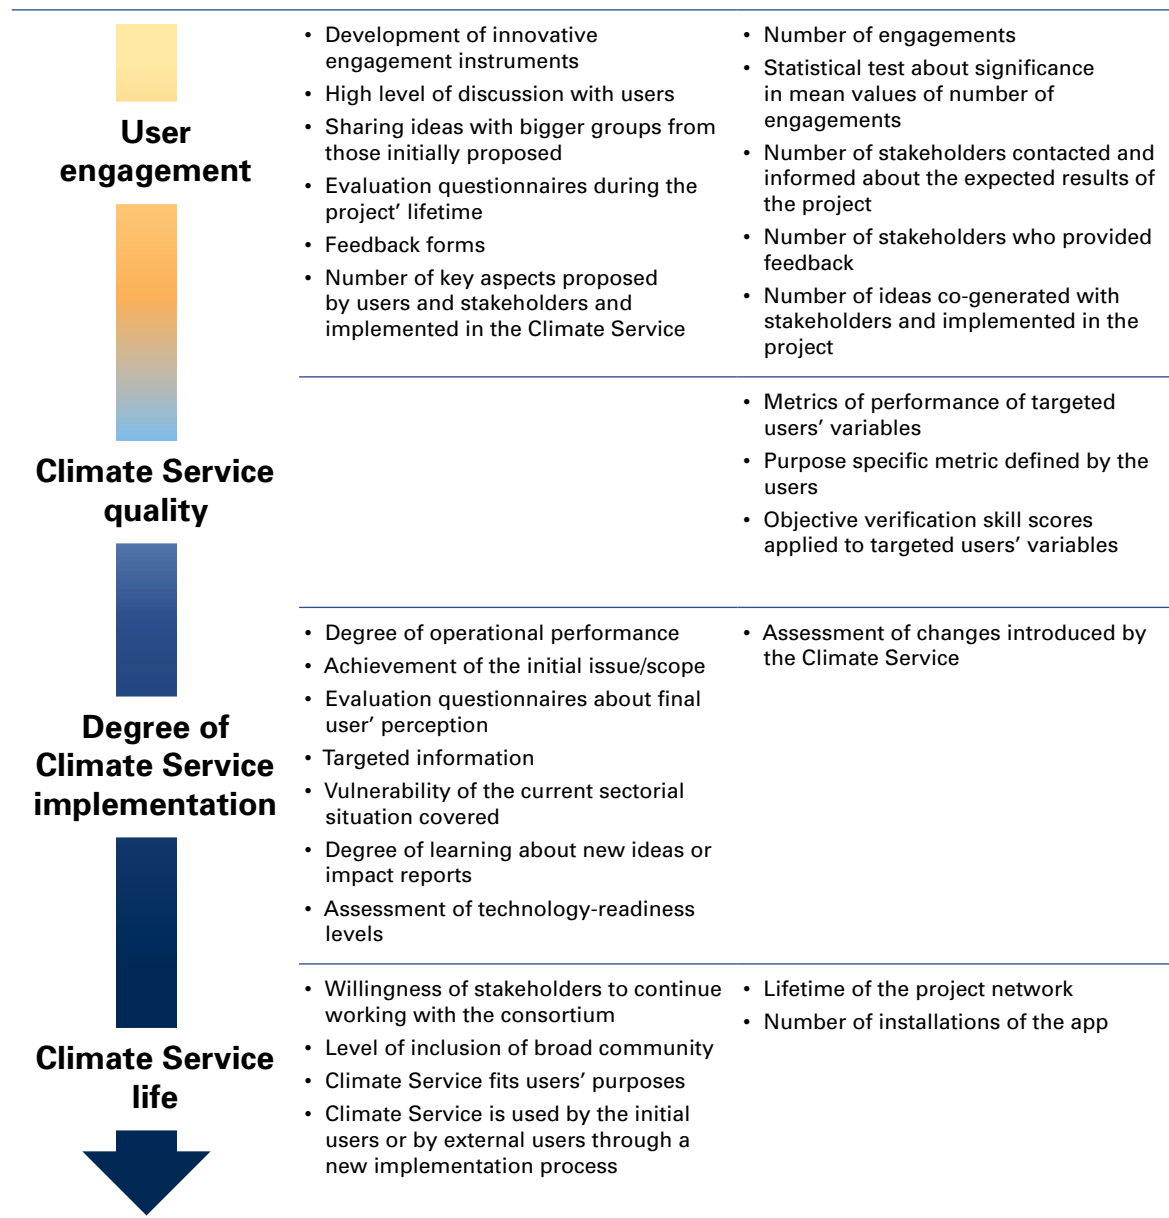 User
engagement
• Development of innovative
engagement instruments
• High level of discussion with users
• Sharing ideas with bigger groups from
those initially proposed
• Evaluation questionnaires during the
project’ lifetime
• Feedback forms
• Number of key aspects proposed
by users and stakeholders and
implemented in the Climate Service
• Number of engagements
• Statistical test about significance
in mean values of number of
engagements
• Number of stakeholders contacted and
informed about the expected results of
the project
• Number of stakeholders who provided
feedback
• Number of ideas co-generated with
stakeholders and implemented in the
project
Climate Service
quality
• Metrics of performance of targeted
users’ variables
• Purpose specific metric defined by the
users
• Objective verification skill scores
applied to targeted users’ variables
Degree of
Climate Service
implementation
• Degree of operational performance
• Achievement of the initial issue/scope
• Evaluation questionnaires about final
user’ perception
• Targeted information
• Vulnerability of the current sectorial
situation covered
• Degree of learning about new ideas or
impact reports
• Assessment of technology-readiness
levels
• Assessment of changes introduced by
the Climate Service
Climate Service
life
• Willingness of stakeholders to continue
working with the consortium
• Level of inclusion of broad community
• Climate Service fits users’ purposes
• Climate Service is used by the initial
users or by external users through a
new implementation process
• Lifetime of the project network
• Number of installations of the app